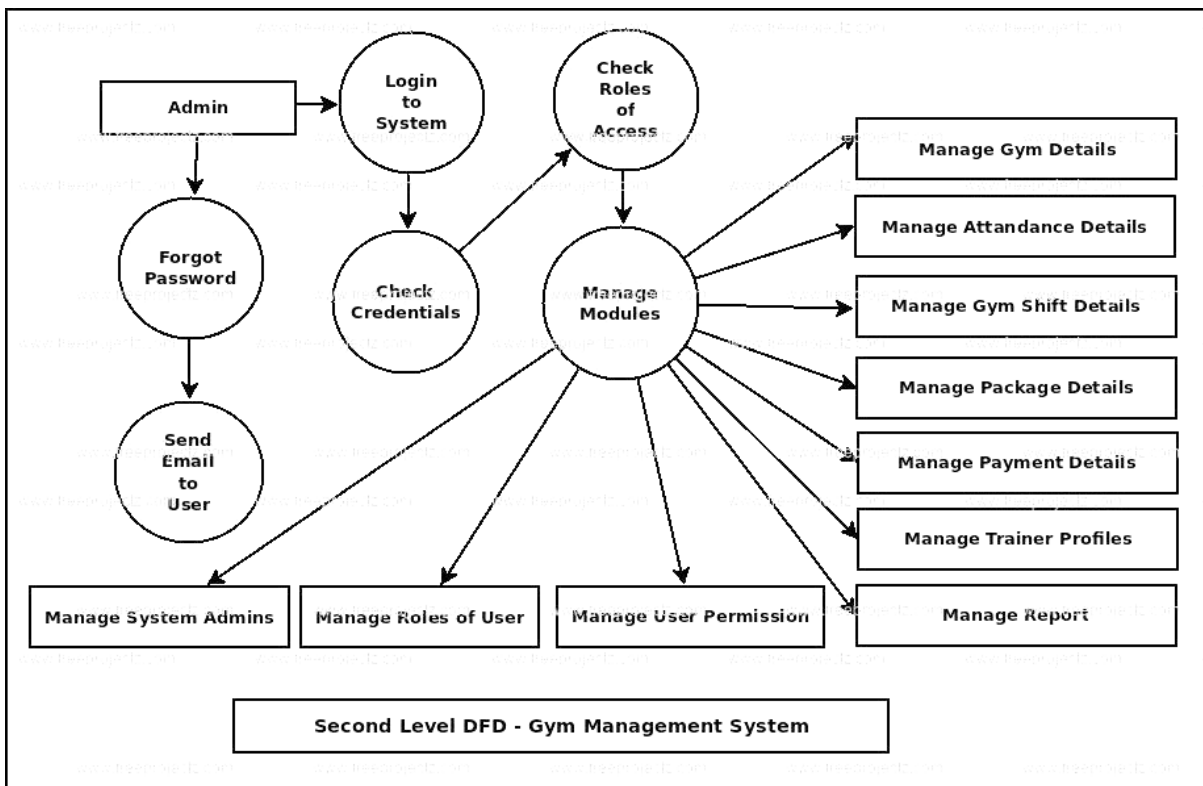 Admin
Login
to
System
Check
Roles
of
Access
Forgot
Password
Check
Credentials
Manage
Modules
Send
Email
to
User
Manage Gym Details
Manage Attandance Details
Manage Gym Shift Details
Manage Package Details
Manage Payment Details
Manage Trainer Profiles
Manage Report
Manage System Admins
Manage Roles of User
Manage User Permission
Second Level DFD - Gym Management System